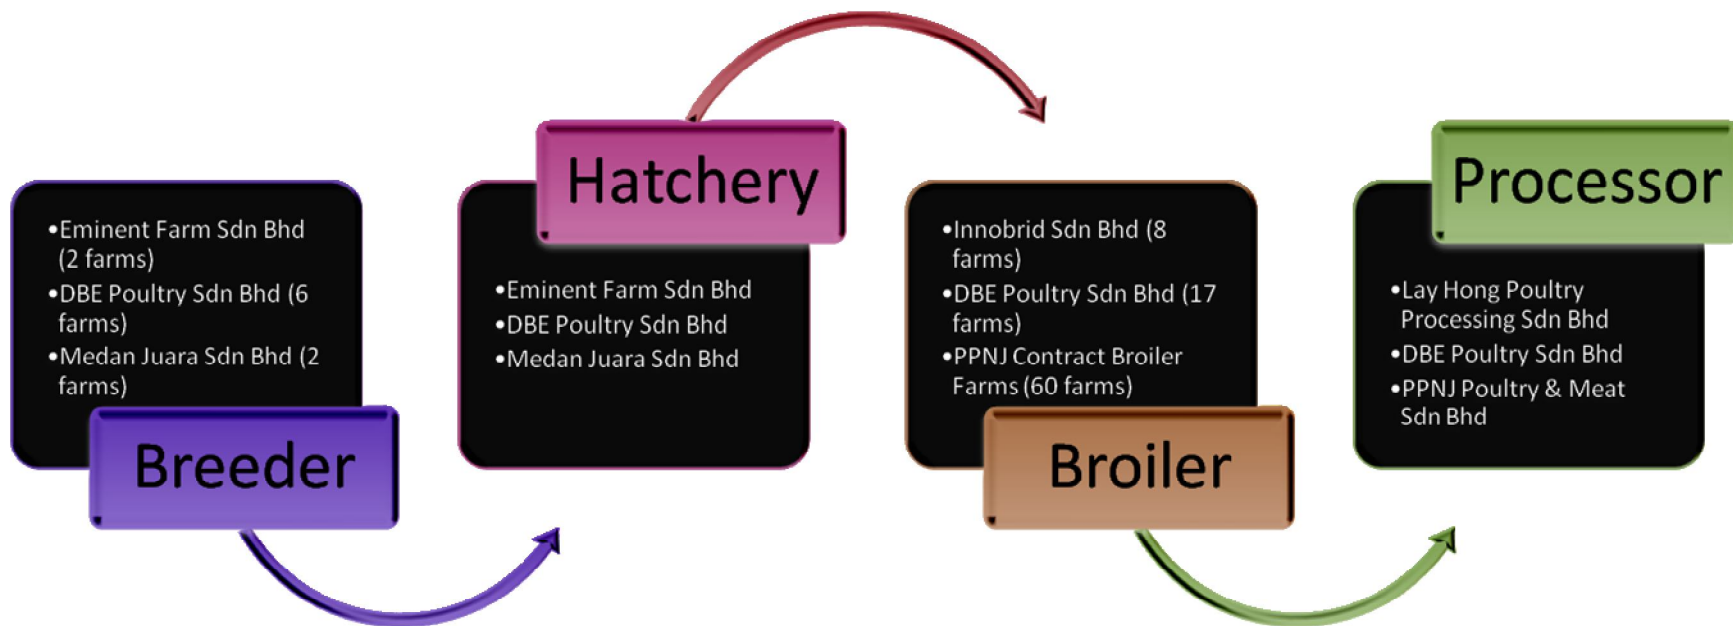 •Eminent Farm Sdn Bhd
(2 farms)
•DBE Poultry Sdn Bhd (6
farms)
•Medan Juara Sdn Bhd (2
farms)
Breeder
Hatchery
•Eminent Farm Sdn Bhd
•DBE Poultry Sdn Bhd
•Medan Juara Sdn Bhd
•Innobrid Sdn Bhd (8
farms)
•DBE Poultry Sdn Bhd (17
farms)
•PPNJ Contract Broiler
Farms (60 farms)
Broiler
Processor
•Lay Hong Poultry
Processing Sdn Bhd
•DBE Poultry Sdn Bhd
•PPNJ Poultry & Meat
Sdn Bhd